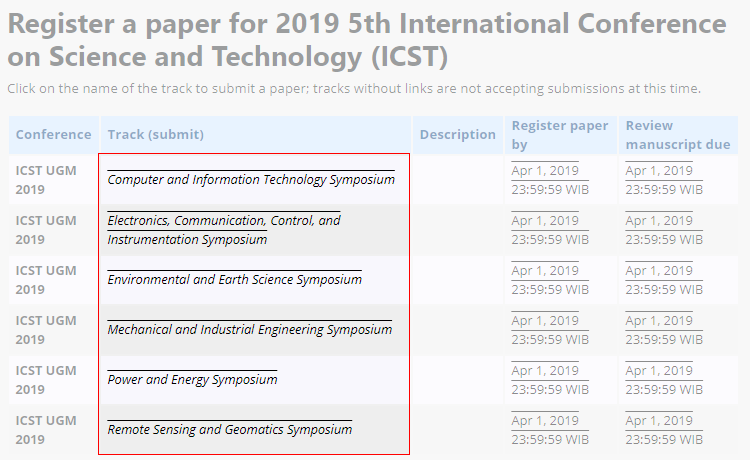 Register a paper for 2019 5th International Conference
on Science and Technology (ICST)
Click on the name of the track to submit a paper; tracks without links are not accepting submissions at this time.
Conference Track (submit) Description Register paper by Review manuscript due
ICST UGM 2019 Computer and Information Technology Symposium Apr 1, 2019 23:59:59 WIB Apr 1, 2019 23:59:59 WIB
ICST UGM 2019 Electronics, Communication, Control, and Instrumentation Symposium Apr 1, 2019 23:59:59 WIB Apr 1, 2019 23:59:59 WIB
ICST UGM 2019 Environmental and Earth Science Symposium Apr 1, 2019 23:59:59 WIB Apr 1, 2019 23:59:59 WIB
ICST UGM 2019 Mechanical and Industrial Engineering Symposium Apr 1, 2019 23:59:59 WIB Apr 1, 2019 23:59:59 WIB
ICST UGM 2019 Power and Energy Symposium Apr 1, 2019 23:59:59 WIB Apr 1, 2019 23:59:59 WIB
ICST UGM 2019 Remote Sensing and Geomatics Symposium Apr 1, 2019 23:59:59 WIB Apr 1, 2019 23:59:59 WIB